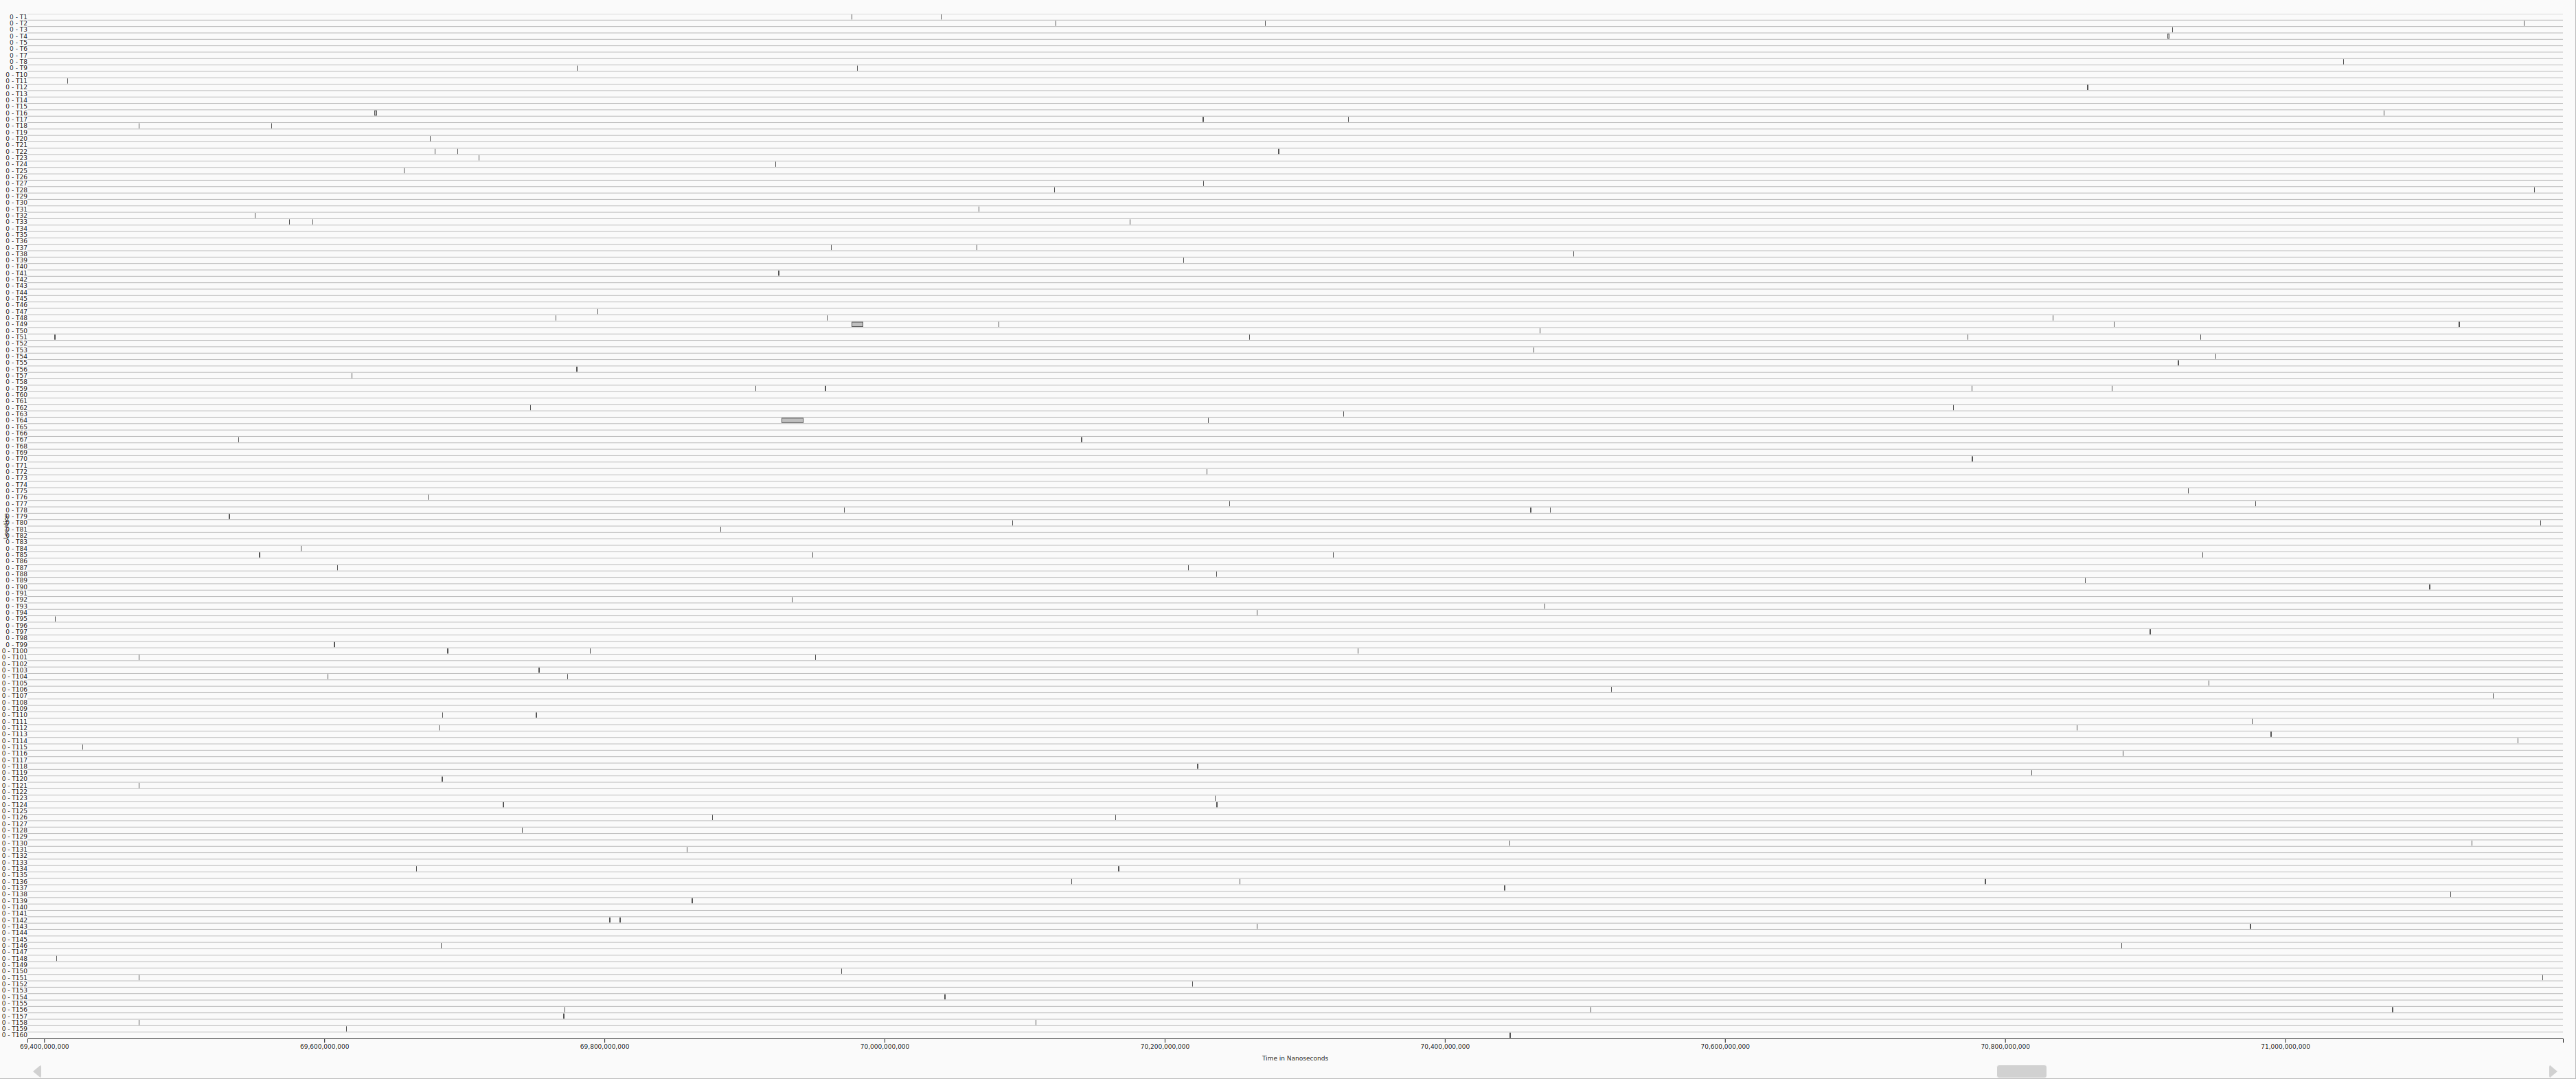 0 - T1
0 - T2
0 - T3
0 - T4
0 - T5
0 - T6
0 - T7
0 - T8
0 - T9
0 - T10
0 - T11
0 - T12
0 - T13
0 - T14
0 - T15
0 - T16
0 - T17
0 - T18
0 - T19
0 - T20
0 - T21
0 - T22
0 - T23
0 - T24
0 - T25
0 - T26
0 - T27
0 - T28
0 - T29
0 - T30
0 - T31
0 - T32
0 - T33
0 - T34
0 - T35
0 - T36
0 - T37
0 - T38
0 - T39
0 - T40
0 - T41
0 - T42
0 - T43
0 - T44
0 - T45
0 - T46
0 - T47
0 - T48
0 - T49
0 - T50
0 - T51
0 - T52
0 - T53
0 - T54
0 - T55
0 - T56
0 - T57
0 - T58
0 - T59
0 - T60
0 - T61
0 - T62
0 - T63
0 - T64
0 - T65
0 - T66
0 - T67
0 - T68
0 - T69
0 - T70
0 - T71
0 - T72
0 - T73
0 - T74
0 - T75
0 - T76
0 - T77
0 - T78
0 - T79
0 - T80
0 - T81
0 - T82
0 - T83
0 - T84
0 - T85
0 - T86
0 - T87
0 - T88
0 - T89
0 - T90
0 - T91
0 - T92
0 - T93
0 - T94
0 - T95
0 - T96
0 - T97
0 - T98
0 - T99
0 - T100
0 - T101
0 - T102
0 - T103
0 - T104
0 - T105
0 - T106
0 - T107
0 - T108
0 - T109
0 - T110
0 - T111
0 - T112
0 - T113
0 - T114
0 - T115
0 - T116
0 - T117
0 - T118
0 - T119
0 - T120
0 - T121
0 - T122
0 - T123
0 - T124
0 - T125
0 - T126
0 - T127
0 - T128
0 - T129
0 - T130
0 - T131
0 - T132
0 - T133
0 - T134
0 - T135
0 - T136
0 - T137
0 - T138
0 - T139
0 - T140
0 - T141
0 - T142
0 - T143
0 - T144
0 - T145
0 - T146
0 - T147
0 - T148
0 - T149
0 - T150
0 - T151
0 - T152
0 - T153
0 - T154
0 - T155
0 - T156
0 - T157
0 - T158
0 - T159
0 - T160
69,400,000,000 69,600,000,000 69,800,000,000 70,000,000,000 70,200,000,000 70,400,000,000 70,600,000,000 70,800,000,000 71,000,000,000
Time in Nanoseconds